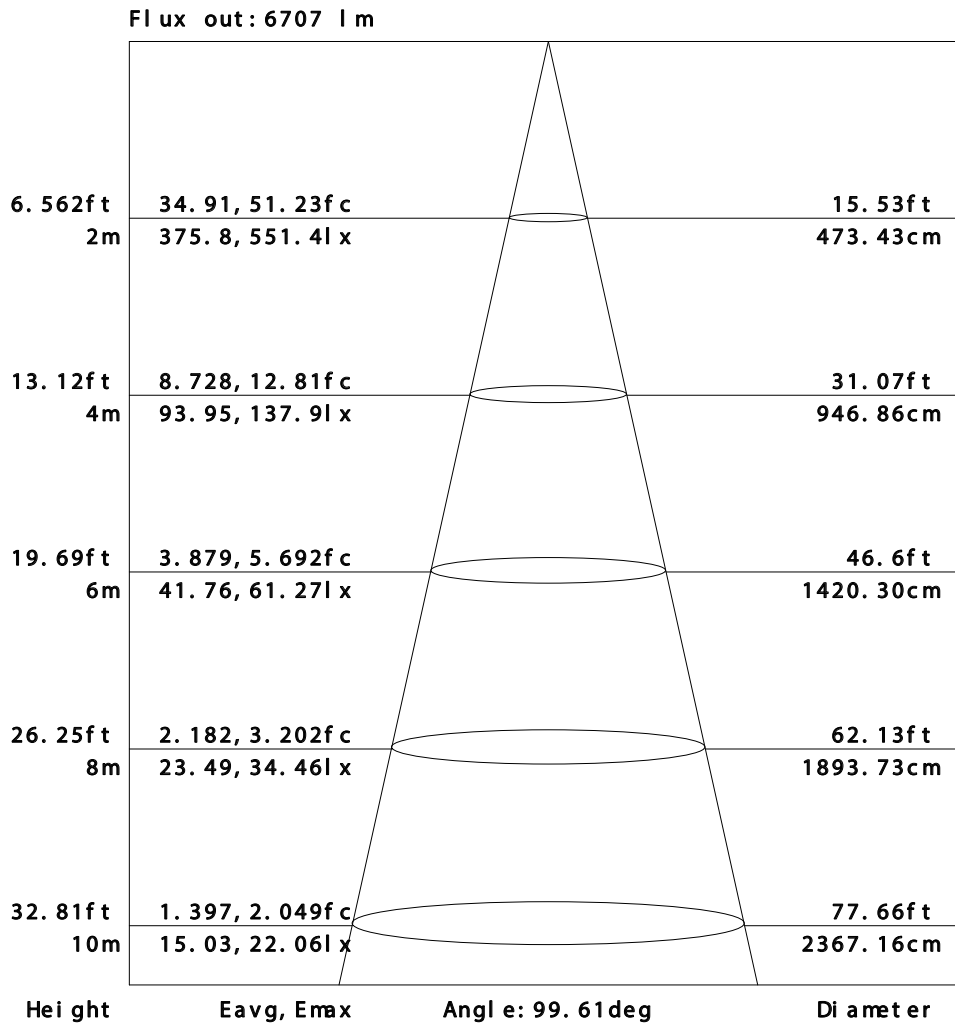 Flux out: 6707 lm
6.562ft 34.91,51.23fc 15.53ft
2m 375.8,551.4lx 473.43cm
13.12ft 8.728,12.81fc 31.07ft
4m 93.95,137.9lx 946.86cm
19.69ft 3.879,5.692fc 46.6ft
6m 41.76,61.27lx 1420.30cm
26.25ft 2.182,3.202fc 62.13ft
8m 23.49,34.46lx 1893.73cm
32.81ft 1.397,2.049fc 77.66ft
10m 15.03,22.06lx 2367.16cm
Height Eavg,Emax Angle:99.61deg Diameter